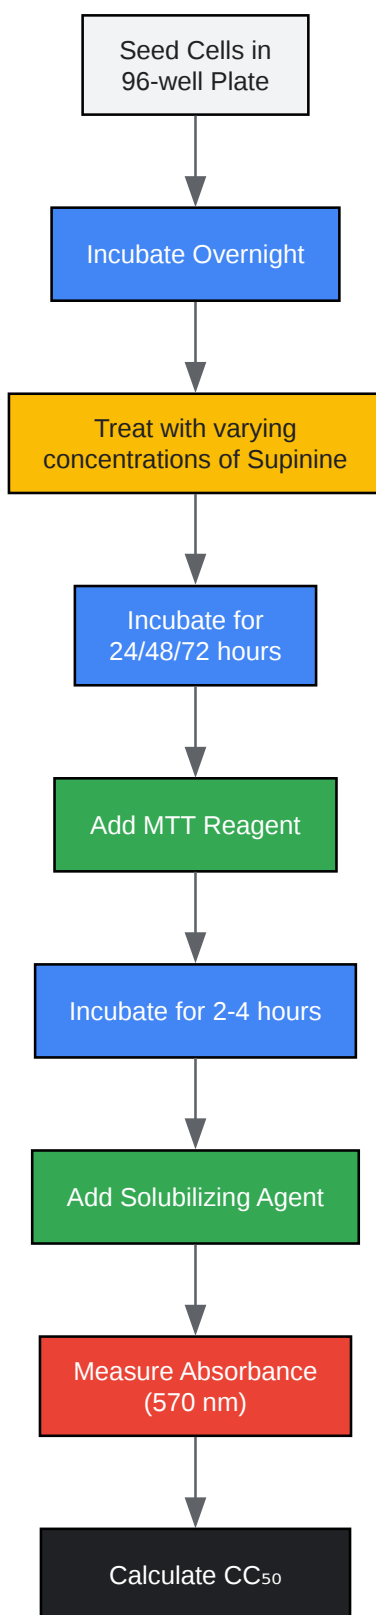 Seed Cells in
96-well Plate
Incubate Overnight
Treat with varying
concentrations of Supinine
Incubate for
24/48/72 hours
Add MTT Reagent
Incubate for 2-4 hours
Add Solubilizing Agent
Measure Absorbance
(570 nm)
Calculate CC₅₀